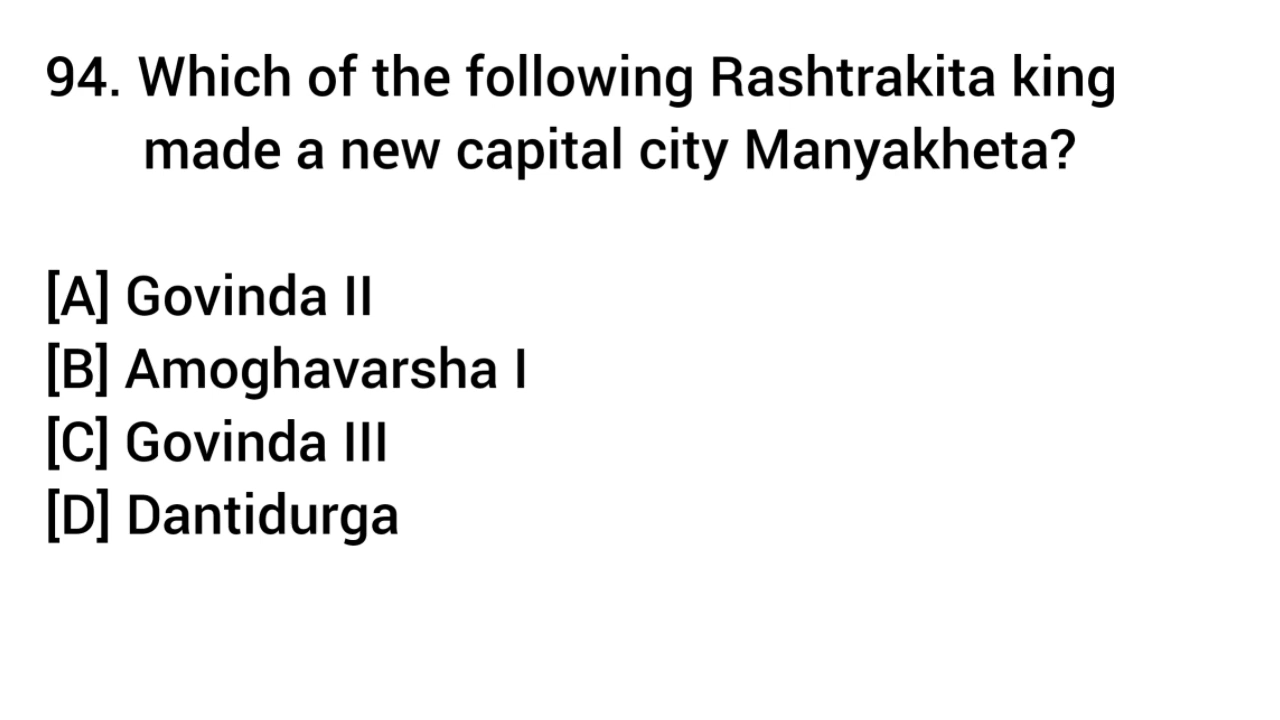 94. Which of the following Rashtrakita king
made a new capital city Manyakheta?
[A] Govinda II
[B] Amoghavarsha I
[C] Govinda III
[D] Dantidurga